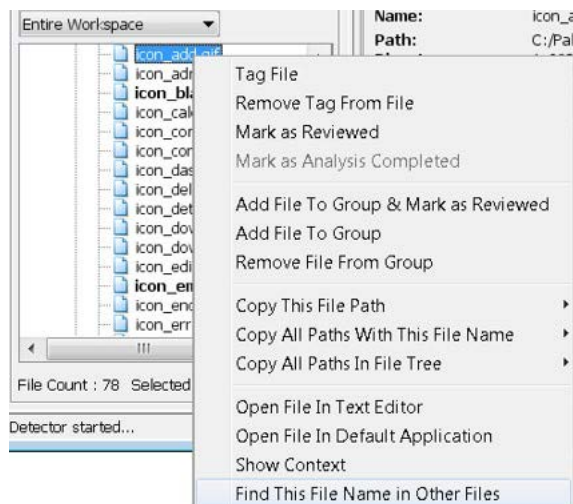 Entire Workspace
Name: icon_a
Path: C:/Pal
icon_add.gif
icon_adr
icon_bla
icon_cal
icon_cor
icon_cor
icon_das
icon_del
icon_det
icon_dov
icon_dov
icon_edi
icon_en
icon_enc
icon_err
File Count : 78 Selected
Detector started...
Tag File
Remove Tag From File
Mark as Reviewed
Mark as Analysis Completed
Add File To Group & Mark as Reviewed
Add File To Group
Remove File From Group
Copy This File Path
Copy All Paths With This File Name
Copy All Paths In File Tree
Open File In Text Editor
Open File In Default Application
Show Context
Find This File Name in Other Files